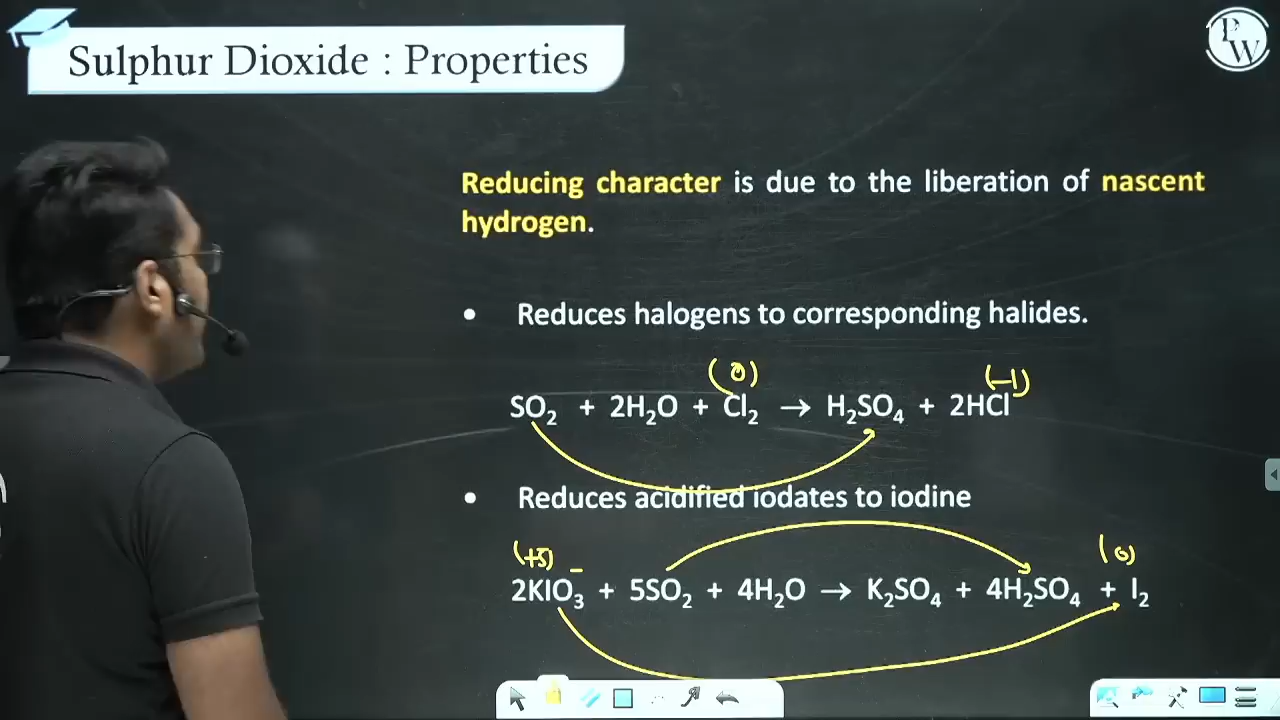 Sulphur Dioxide : Properties
PW
Reducing character is due to the liberation of nascent
hydrogen.
• Reduces halogens to corresponding halides.
(0) (-1)
SO₂ + 2H₂O + Cl₂ → H₂SO₄ + 2HCl
• Reduces acidified iodates to iodine
(+5) (0)
2KIO₃⁻ + 5SO₂ + 4H₂O → K₂SO₄ + 4H₂SO₄ + I₂